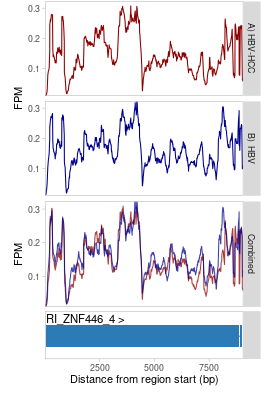 0.3
0.2
0.1
FPM
A) HBV-HCC
0.3
0.2
0.1
B) HBV
0.3
0.2
0.1
FPM
Combined
RI_ZNF446_4 >
2500 5000 7500
Distance from region start (bp)